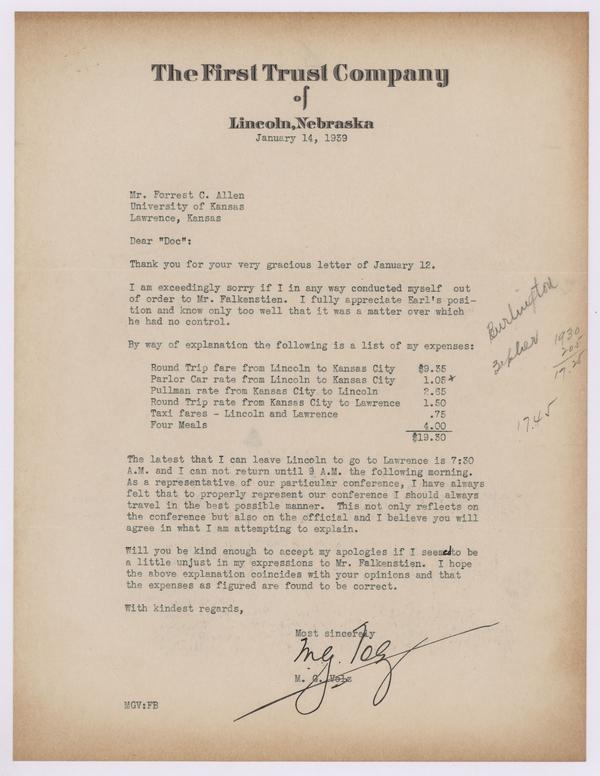 The First Trust Company
of
Lincoln, Nebraska
January 14, 1939
Mr. Forrest C. Allen
University of Kansas
Lawrence, Kansas
Dear "Doc":
Thank you for your very gracious letter of January 12.
I am exceedingly sorry if I in any way conducted myself out
of order to Mr. Falkenstien. I fully appreciate Earl's posi-
tion and know only too well that it was a matter over which
he had no control.
By way of explanation the following is a list of my expenses:
Round Trip fare from Lincoln to Kansas City $9.35
Parlor Car rate from Lincoln to Kansas City 1.05x
Pullman rate from Kansas City to Lincoln 2.65
Round Trip rate from Kansas City to Lawrence 1.50
Taxi fares - Lincoln and Lawrence .75
Four Meals 4.00
$19.30
Burlington
Zepher
1930
205
17.25
17.45
The latest that I can leave Lincoln to go to Lawrence is 7:30
A.M. and I can not return until 9 A.M. the following morning.
As a representative of our particular conference, I have always
felt that to properly represent our conference I should always
travel in the best possible manner. This not only reflects on
the conference but also on the official and I believe you will
agree in what I am attempting to explain.
Will you be kind enough to accept my apologies if I seemed to be
a little unjust in my expressions to Mr. Falkenstien. I hope
the above explanation coincides with your opinions and that
the expenses as figured are found to be correct.
With kindest regards,
Most sincerely
M. G. Volz
M. G. Volz
MGV:FB